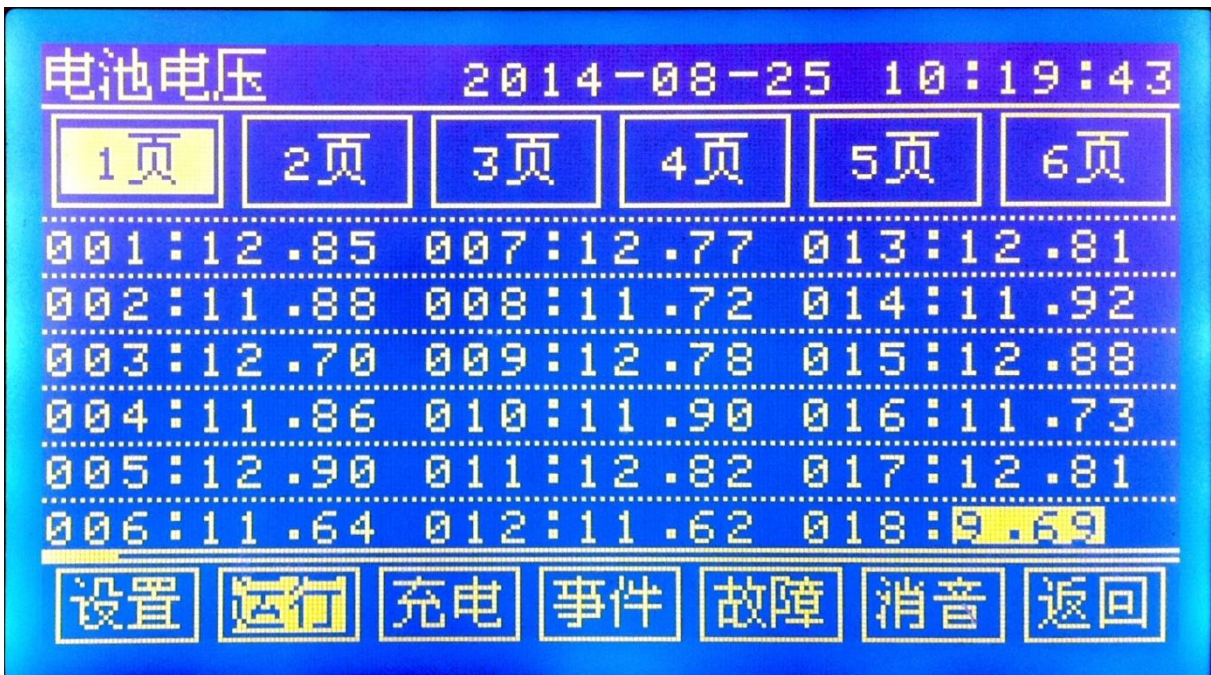 电池电压 2014-08-25 10:19:43
1页 2页 3页 4页 5页 6页
001:12.85 007:12.77 013:12.81
002:11.88 008:11.72 014:11.92
003:12.70 009:12.78 015:12.88
004:11.86 010:11.90 016:11.73
005:12.90 011:12.82 017:12.81
006:11.64 012:11.62 018:9.69
设置 运行 充电 事件 故障 消音 返回